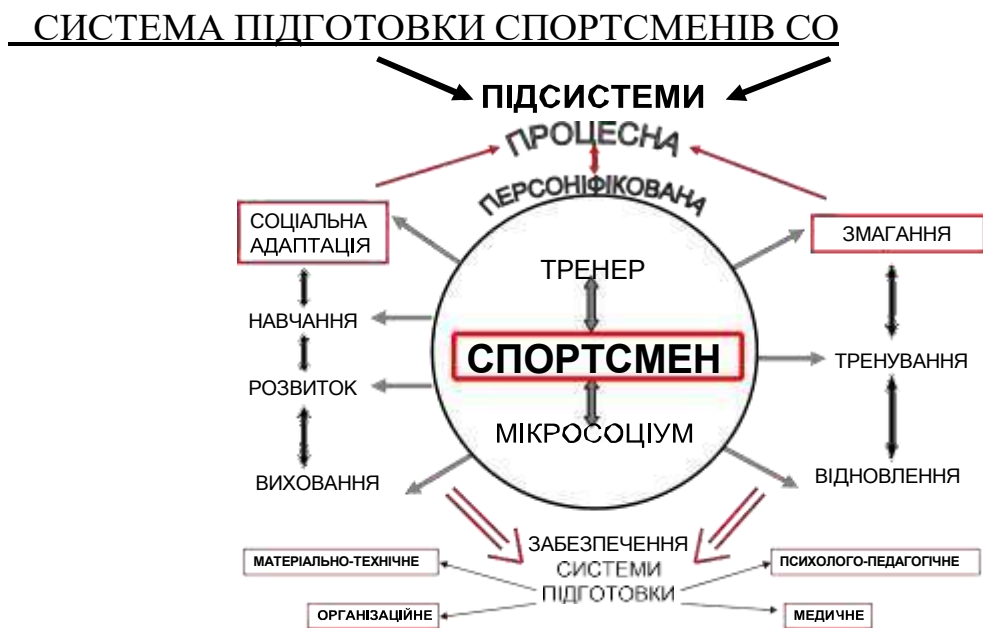 СИСТЕМА ПІДГОТОВКИ СПОРТСМЕНІВ СО
ПІДСИСТЕМИ
ПРОЦЕСНА
ПЕРСОНІФІКОВАНА
СОЦІАЛЬНА
АДАПТАЦІЯ
НАВЧАННЯ
РОЗВИТОК
ВИХОВАННЯ
ТРЕНЕР
СПОРТСМЕН
МІКРОСОЦІУМ
ЗМАГАННЯ
ТРЕНУВАННЯ
ВІДНОВЛЕННЯ
ЗАБЕЗПЕЧЕННЯ
СИСТЕМИ
ПІДГОТОВКИ
МАТЕРІАЛЬНО-ТЕХНІЧНЕ
ОРГАНІЗАЦІЙНЕ
ПСИХОЛОГО-ПЕДАГОГІЧНЕ
МЕДИЧНЕ